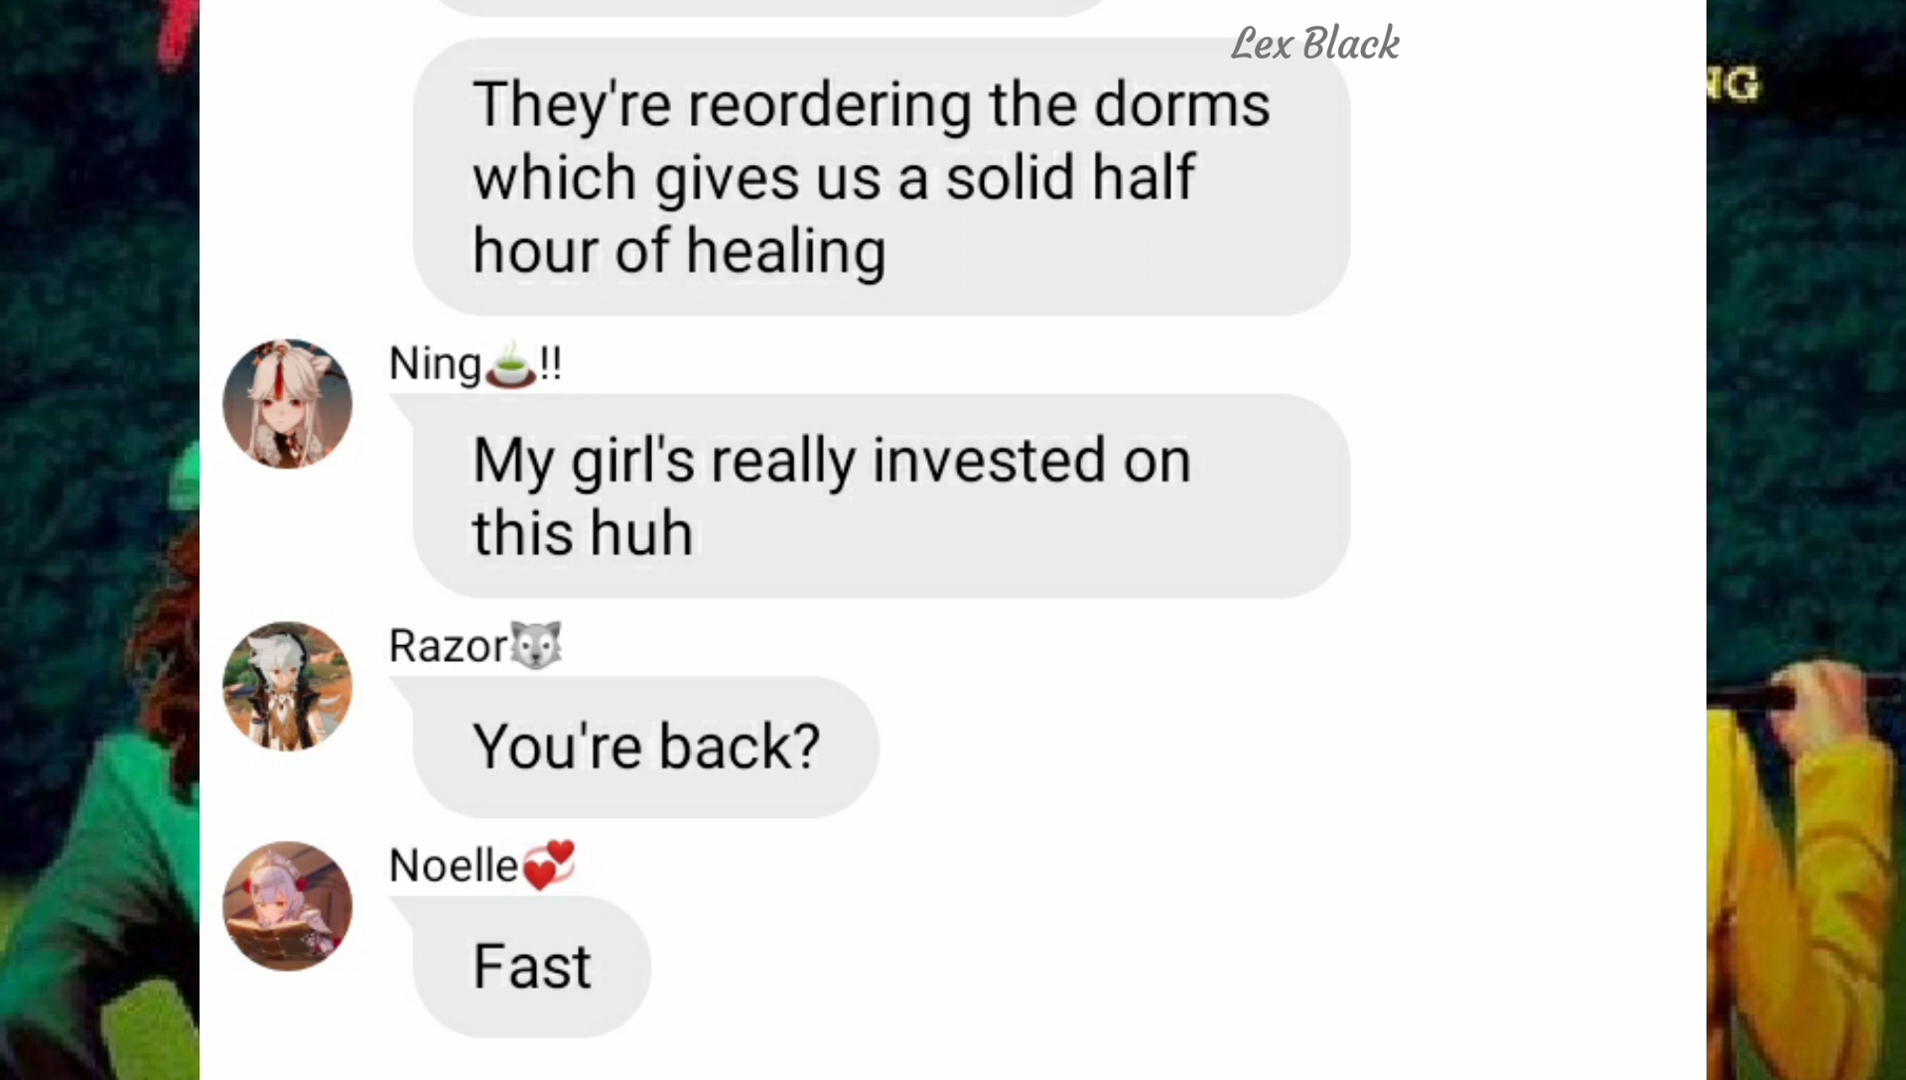 Lex Black
NG
They're reordering the dorms
which gives us a solid half
hour of healing
Ning🍵!!
My girl's really invested on
this huh
Razor🐺
You're back?
Noelle💞
Fast